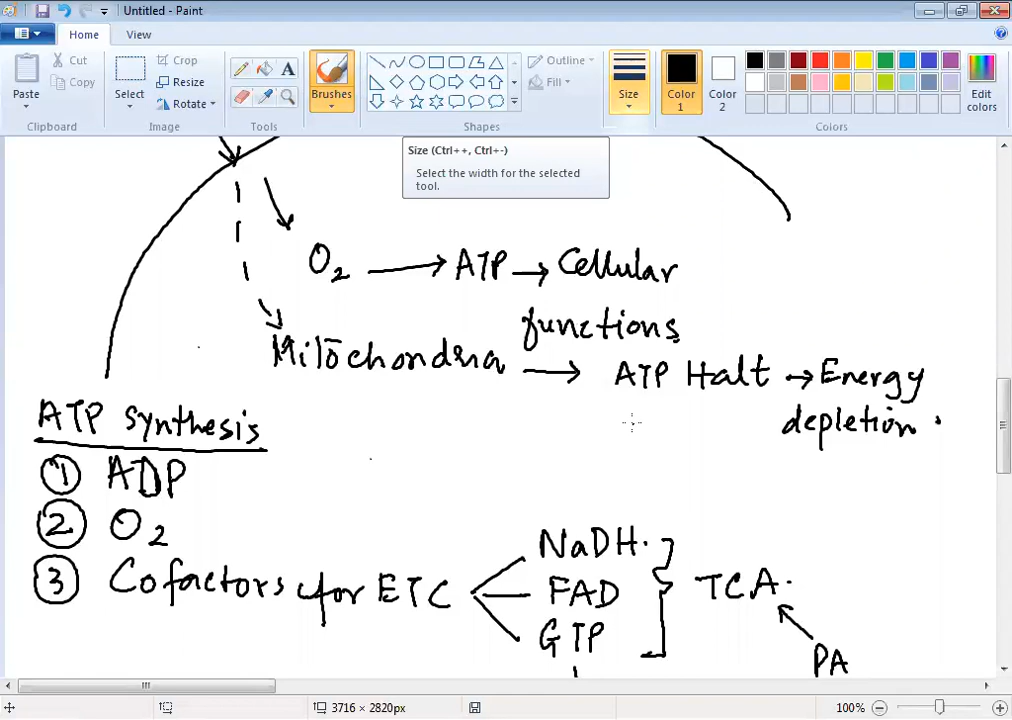 Untitled - Paint
Home View
Cut
Copy
Paste
Clipboard
Select
Crop
Resize
Rotate
Image
A
Tools
Brushes
Outline
Fill
Shapes
Size
Color 1
Color 2
Edit colors
Colors
Size (Ctrl++, Ctrl+-)
Select the width for the selected
tool.
O2 → ATP → Cellular
functions
Mitochondria → ATP Halt → Energy
depletion.
ATP Synthesis
① ADP
② O2
③ Cofactors for ETC
NaDH.
FAD
GTP
TCA.
PA
3716 × 2820px
100%